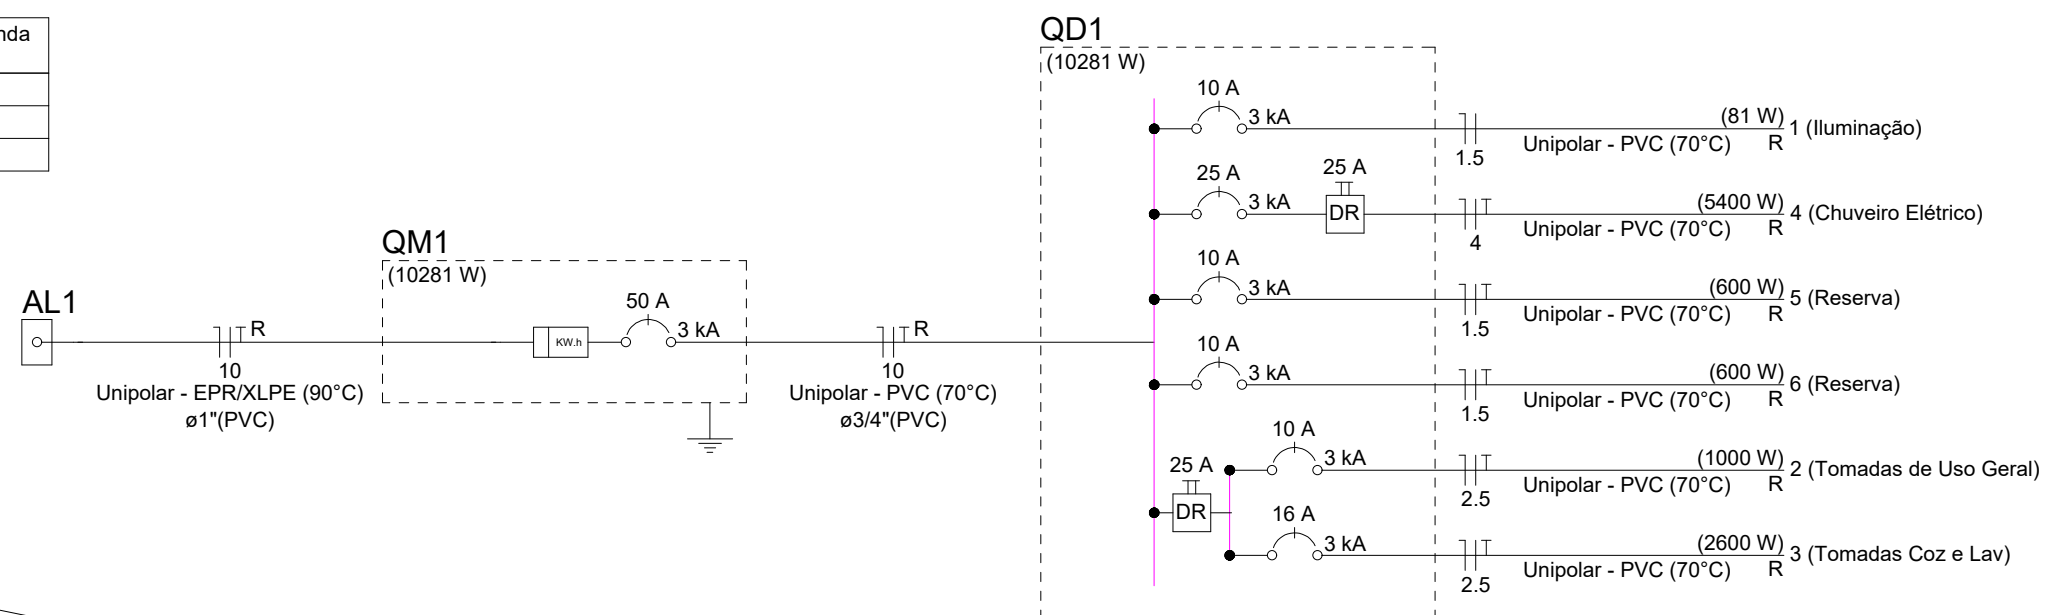 nda
AL1
R
10
Unipolar - EPR/XLPE (90°C)
ø1"(PVC)
QM1
(10281 W)
KW.h
50 A
3 kA
R
10
Unipolar - PVC (70°C)
ø3/4"(PVC)
QD1
(10281 W)
10 A
3 kA
1.5
(81 W)
Unipolar - PVC (70°C) R
1 (Iluminação)
25 A
3 kA
25 A
DR
4
(5400 W)
Unipolar - PVC (70°C) R
4 (Chuveiro Elétrico)
10 A
3 kA
1.5
(600 W)
Unipolar - PVC (70°C) R
5 (Reserva)
10 A
3 kA
1.5
(600 W)
Unipolar - PVC (70°C) R
6 (Reserva)
25 A
DR
10 A
3 kA
2.5
(1000 W)
Unipolar - PVC (70°C) R
2 (Tomadas de Uso Geral)
16 A
3 kA
2.5
(2600 W)
Unipolar - PVC (70°C) R
3 (Tomadas Coz e Lav)